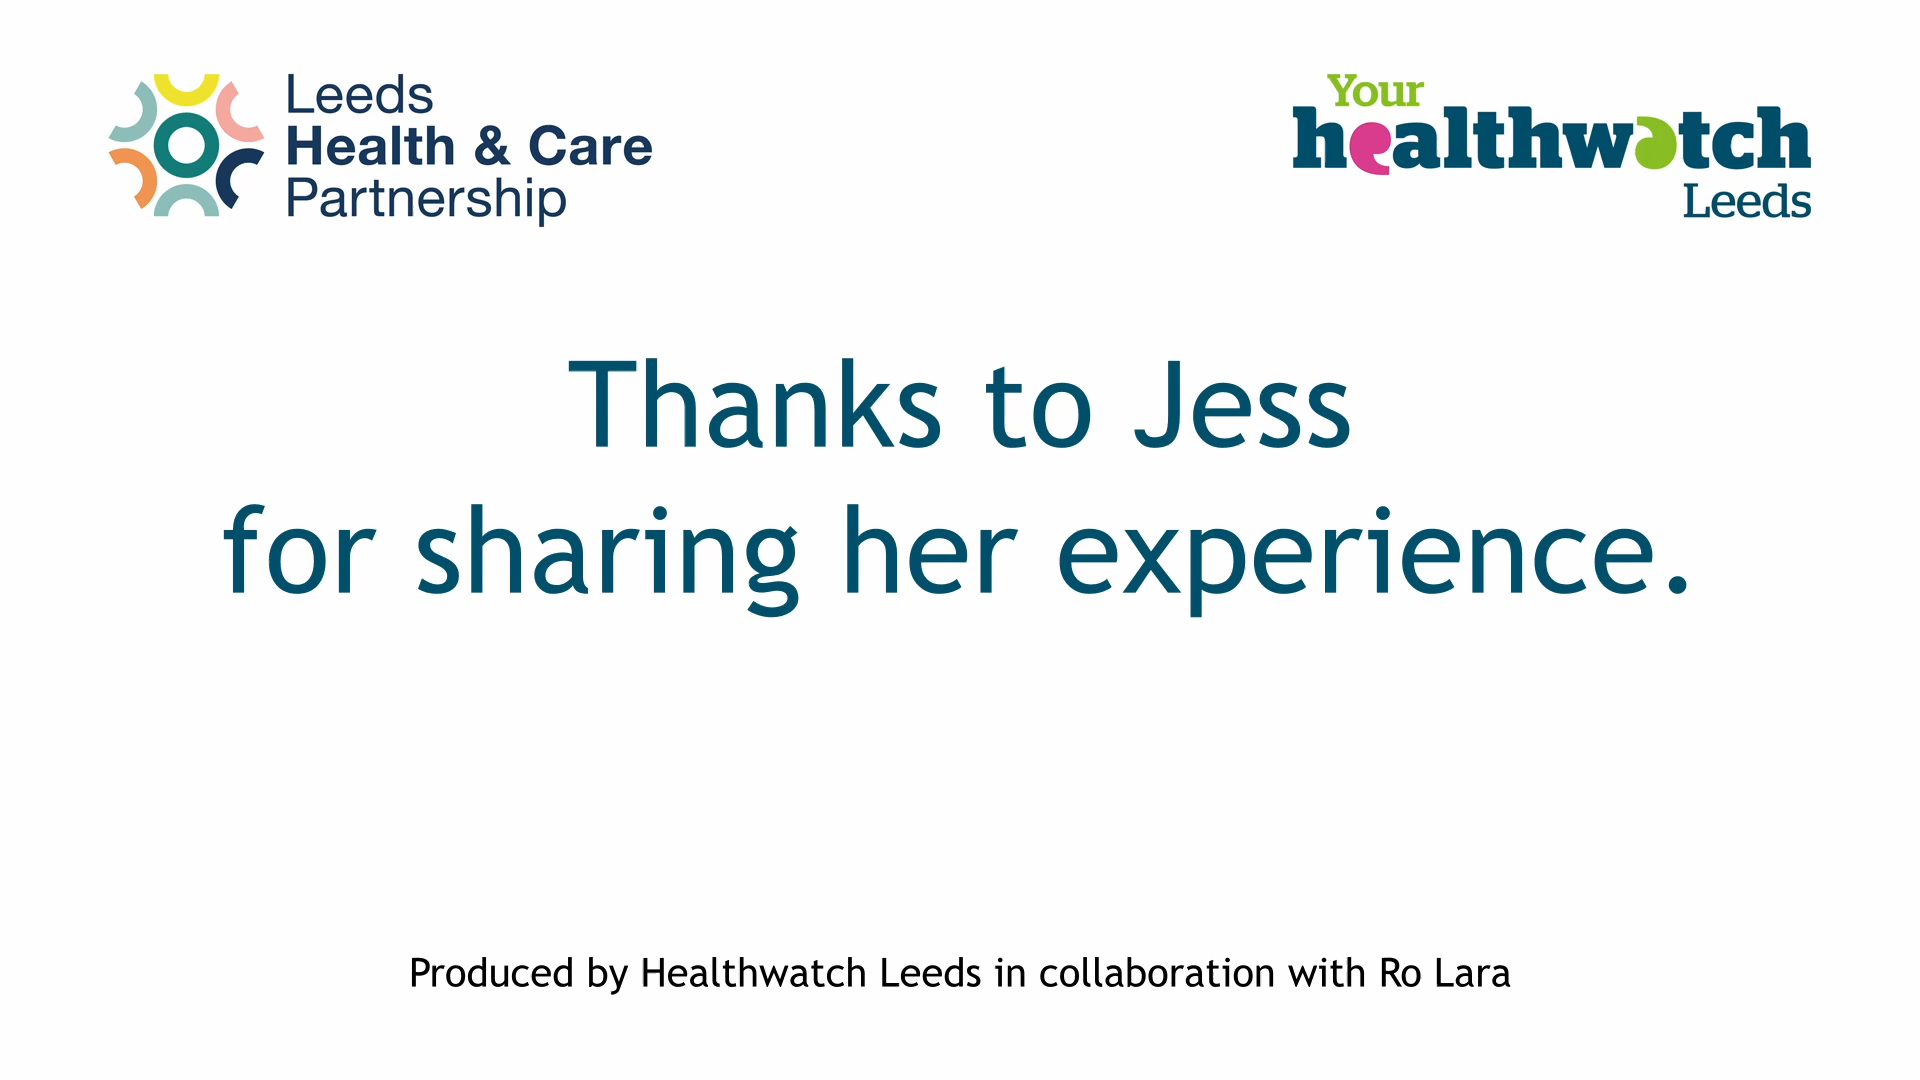 Leeds
Health & Care
Partnership
Your
healthwatch
Leeds
Thanks to Jess
for sharing her experience.
Produced by Healthwatch Leeds in collaboration with Ro Lara